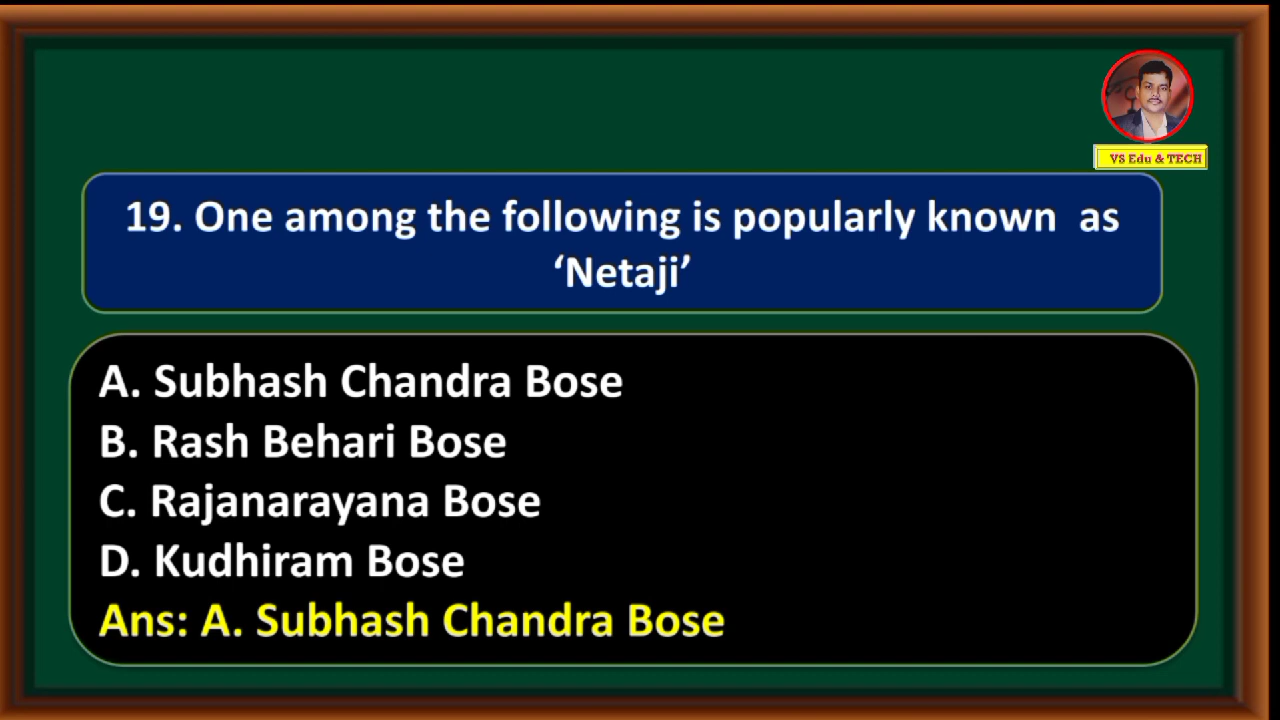 VS Edu & TECH
19. One among the following is popularly known as
‘Netaji’
A. Subhash Chandra Bose
B. Rash Behari Bose
C. Rajanarayana Bose
D. Kudhiram Bose
Ans: A. Subhash Chandra Bose